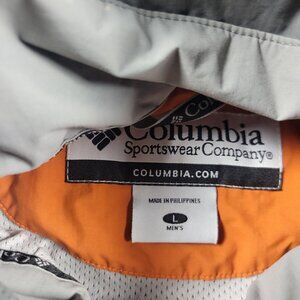 Columbia
Sportswear Company®
COLUMBIA.COM
MADE IN PHILIPPINES
L
MEN'S